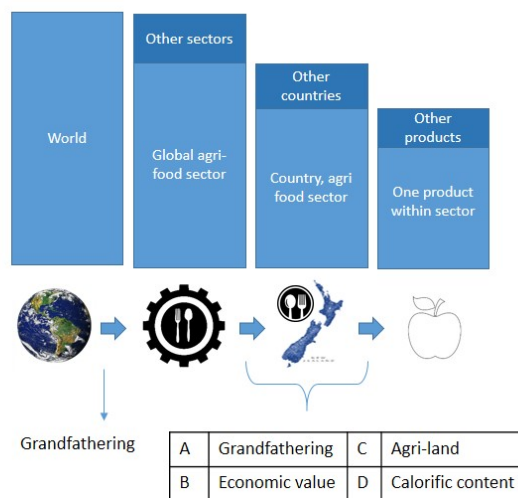 Other sectors
World
Global agri-
food sector
Other
countries
Country, agri
food sector
Other
products
One product
within sector
Grandfathering
A Grandfathering C Agri-land
B Economic value D Calorific content